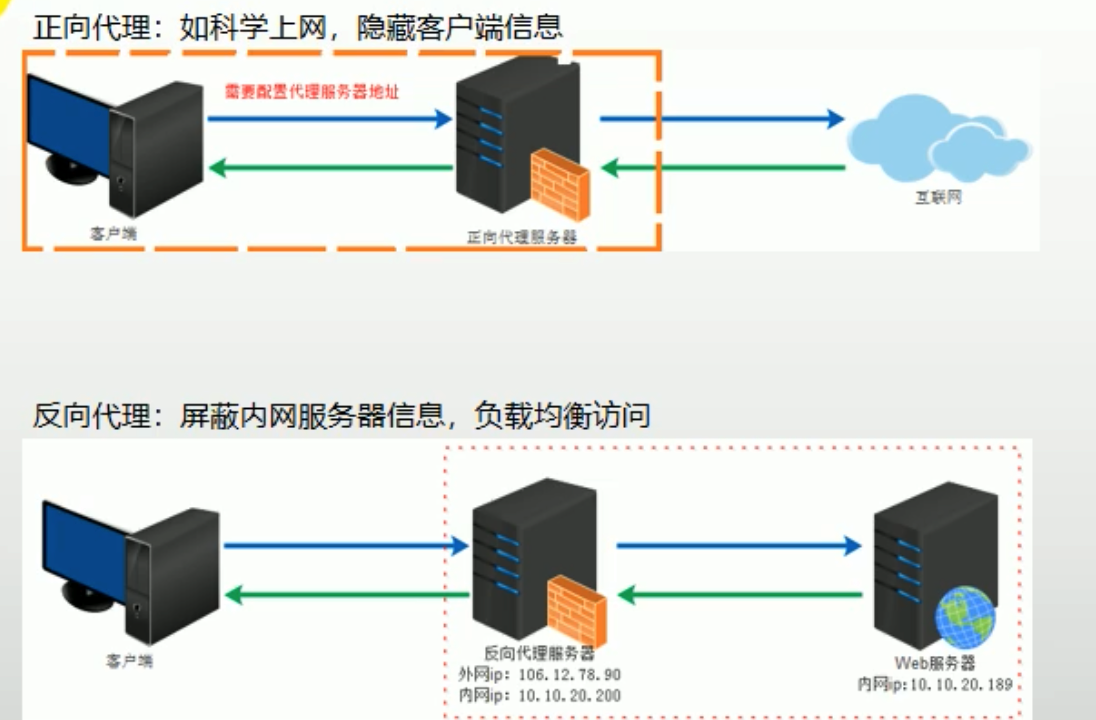 正向代理：如科学上网，隐藏客户端信息
需要配置代理服务器地址
互联网
客户端
正向代理服务器
反向代理：屏蔽内网服务器信息，负载均衡访问
客户端
反向代理服务器
外网ip: 106.12.78.90
内网ip: 10.10.20.200
Web服务器
内网ip:10.10.20.189